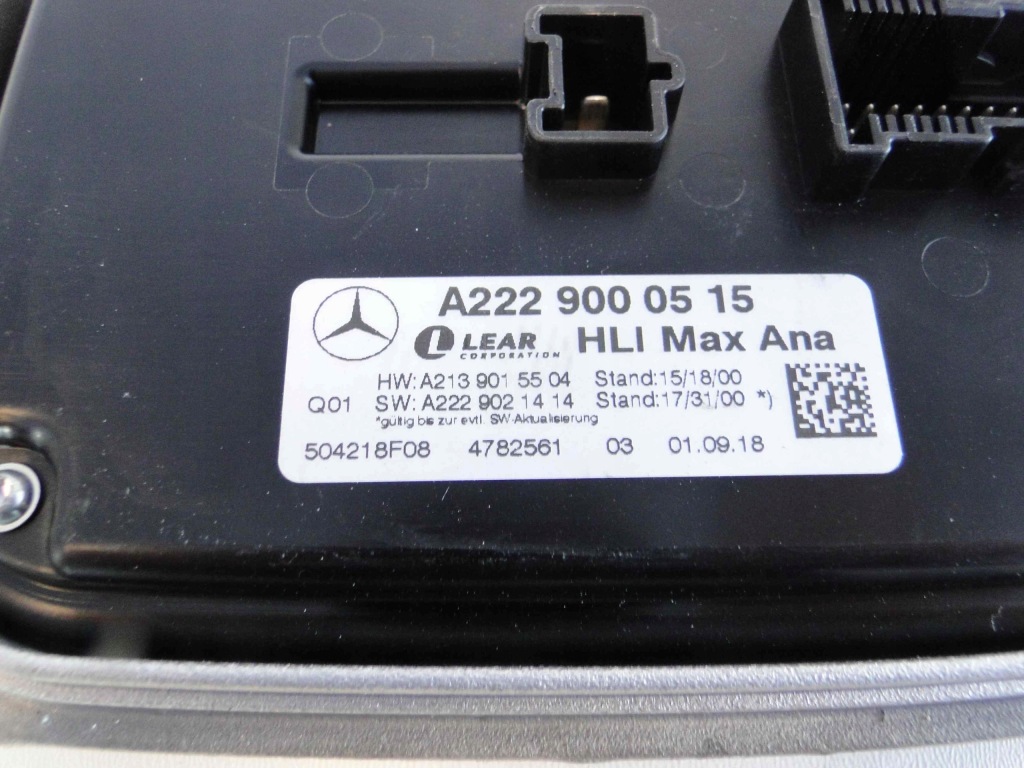 A222 900 05 15
LEAR CORPORATION HLI Max Ana
HW: A213 901 55 04 Stand: 15/18/00
Q01 SW: A222 902 14 14 Stand: 17/31/00 *)
*gültig bis zur evtl. SW-Aktualisierung
504218F08 4782561 03 01.09.18